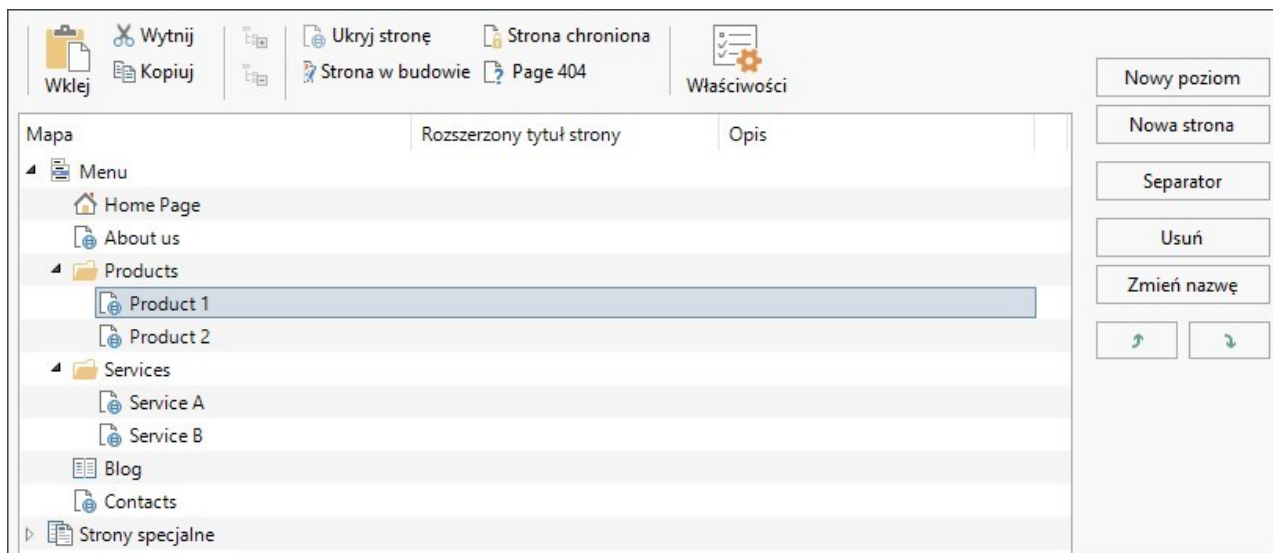 Wklej
Wytnij
Kopiuj
Ukryj stronę
Strona w budowie
Strona chroniona
Page 404
Właściwości
Mapa Rozszerzony tytuł strony Opis
Menu
Home Page
About us
Products
Product 1
Product 2
Services
Service A
Service B
Blog
Contacts
Strony specjalne
Nowy poziom
Nowa strona
Separator
Usuń
Zmień nazwę